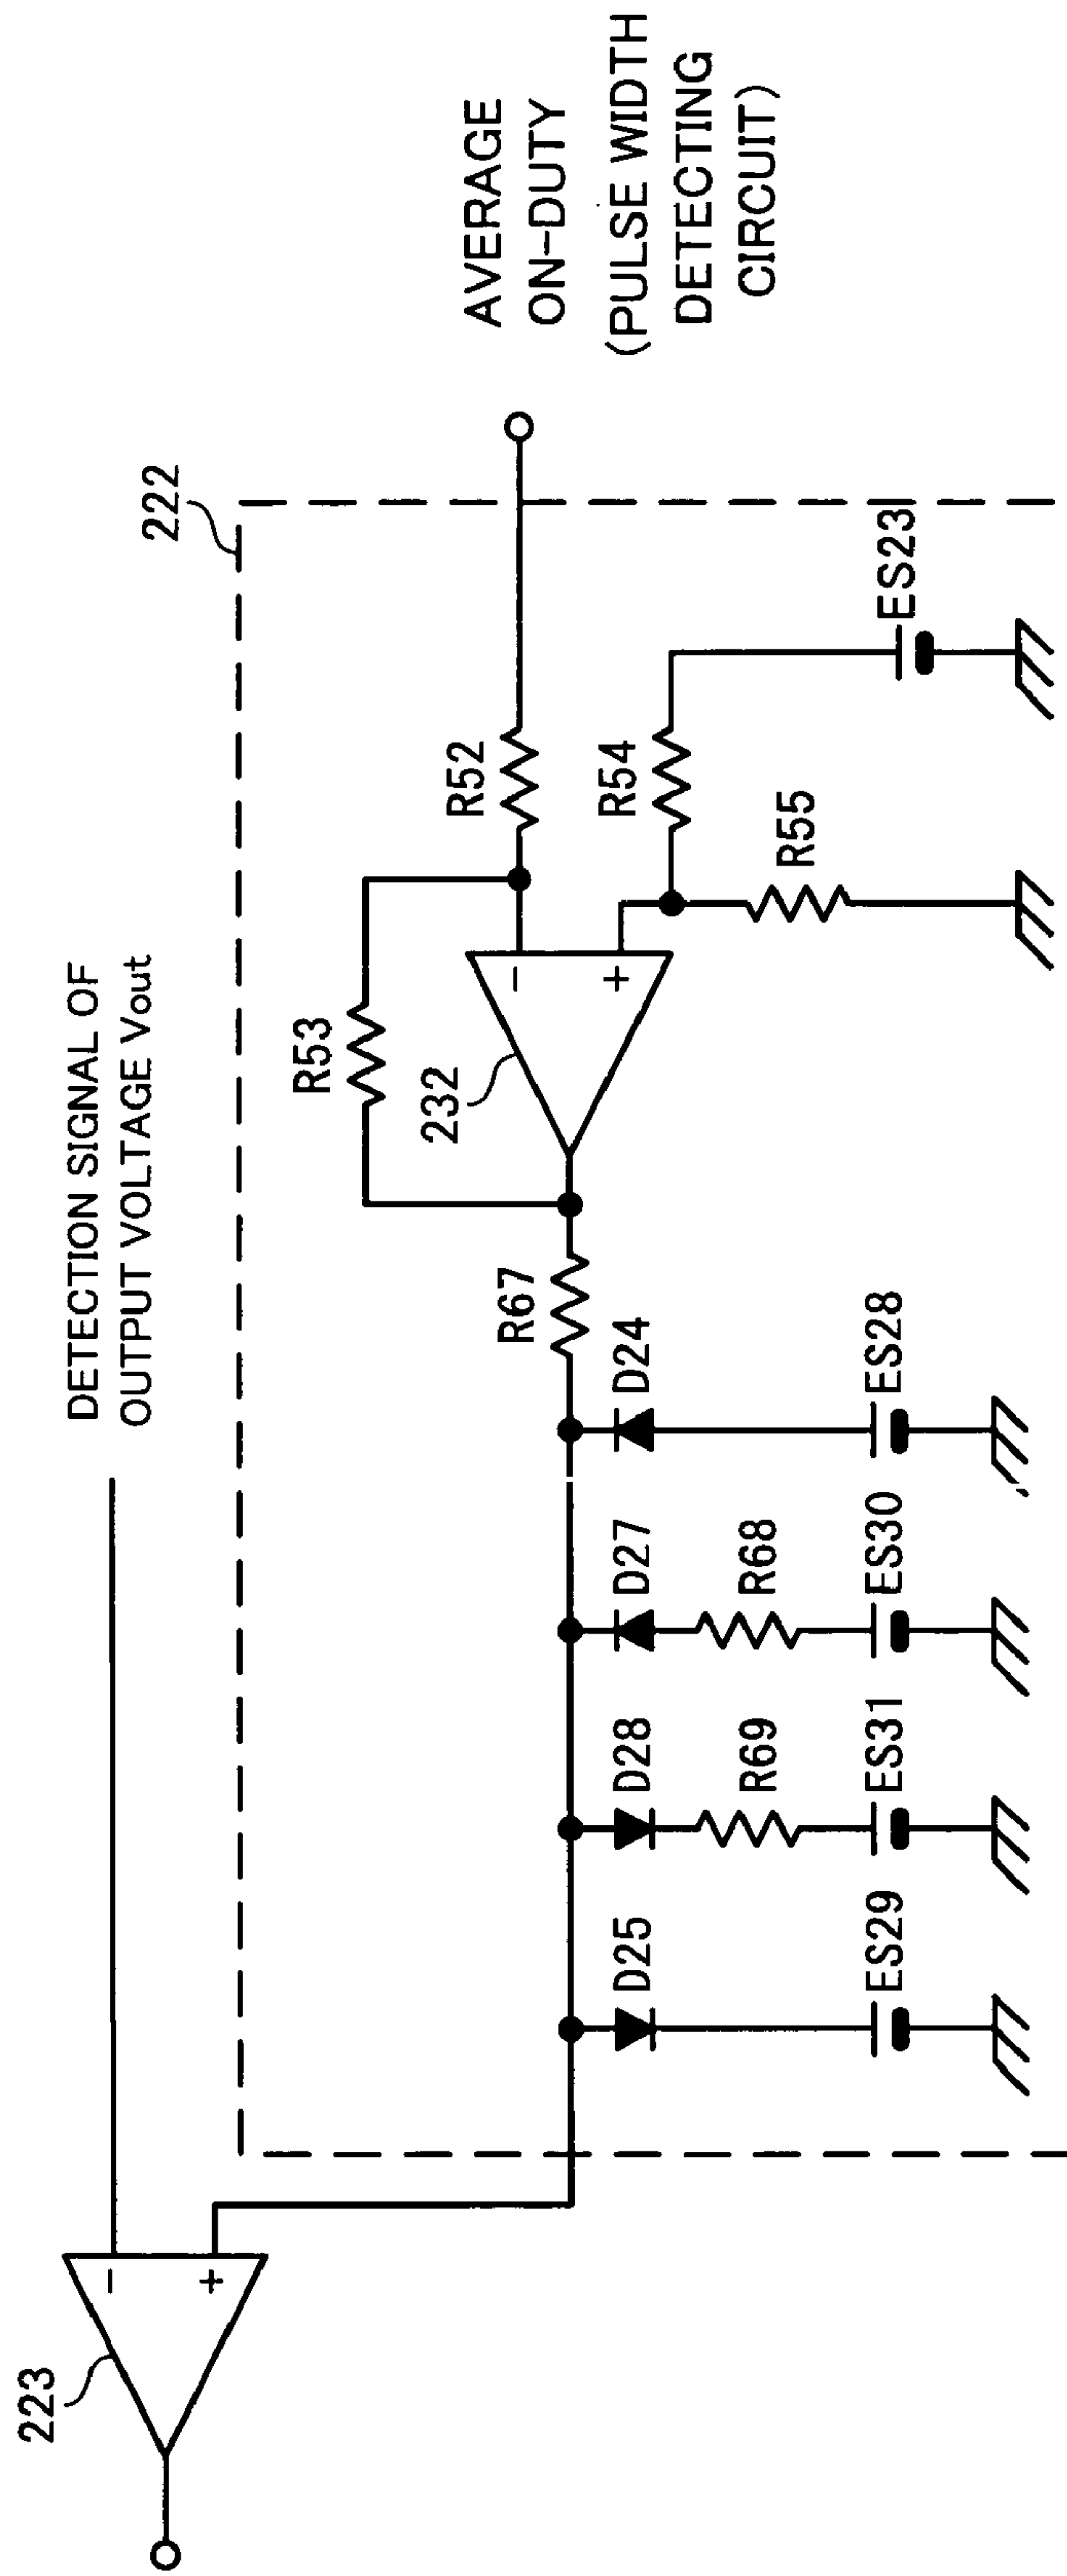 DETECTION SIGNAL OF
OUTPUT VOLTAGE Vout
223
-
+
222
R53
232
-
+
R52
R54
R55
ES23
R67
D25
D28
D27
D24
R69
R68
ES29
ES31
ES30
ES28
AVERAGE
ON-DUTY
(PULSE WIDTH
DETECTING
CIRCUIT)